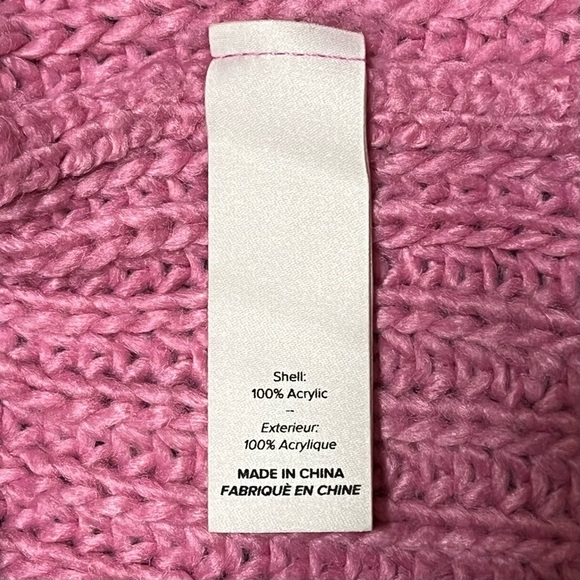 Shell:
100% Acrylic
–
Exterieur:
100% Acrylique
MADE IN CHINA
FABRIQUÈ EN CHINE